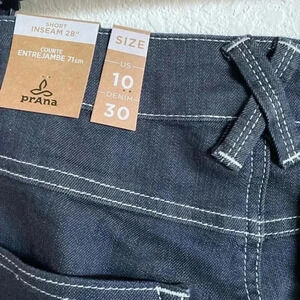 SHORT
INSEAM 28"
COURTE
ENTREJAMBE 71cm
prAna
SIZE
US
10
DENIM
30